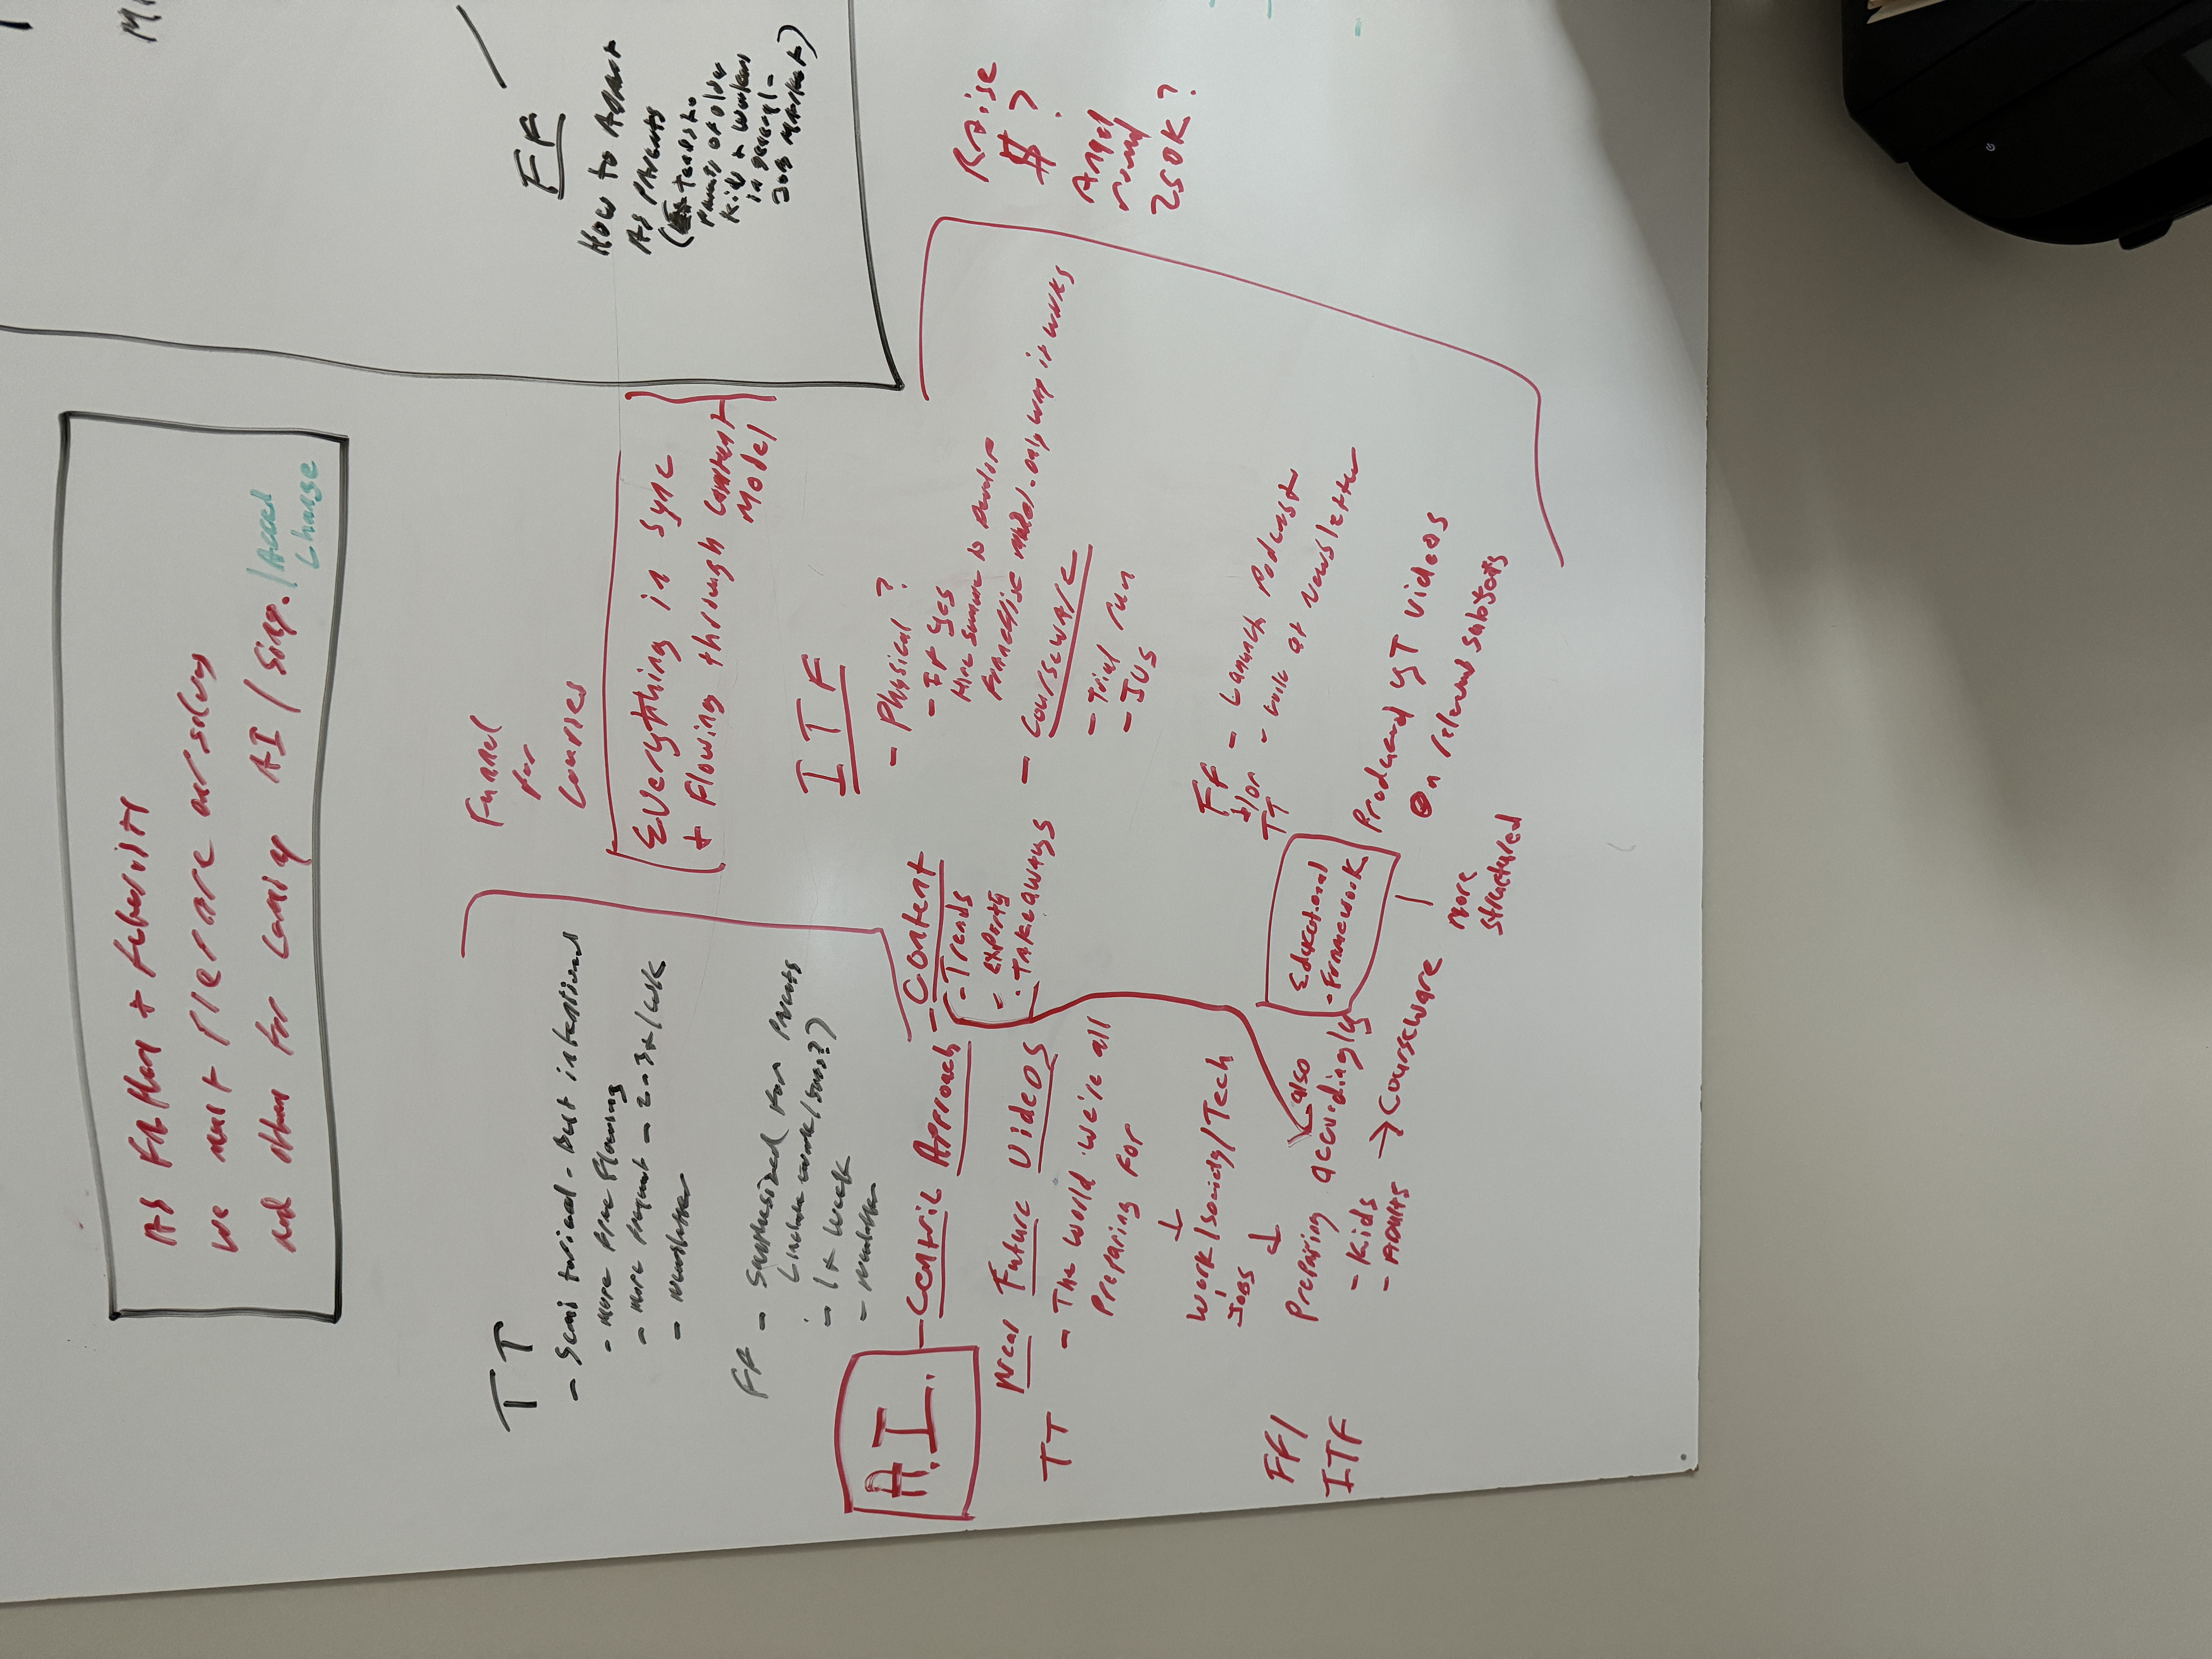 As Fathers + Futurists
we must prepare ourselves
and others for coming AI / Sing. / Accel
Change
TT
- Semi topical - But intentional
- more free flowing
- more frequent - 2-3x/wk
- newsletter
FF - Synthesized for parents
(include work/
- 1x week
- newsletter
A.I. - Centric Approach - Content
- Trends
- experts
- TAKeaways
Near Future Videos
TT - The world we're all
preparing for
↓
Work/Society/Tech
JOBS
↓
FF/
ITF
preparing accordingly
also
- Kids
- ADults
→ Courseware
Educational
- Framework
more
structured
Funnel
for
Courses
Everything in sync
+ Flowing through content
Model
ITF
- Physical ?
- If yes
Hire someone to develop
franchise model - only way it works
- Courseware
- trial run
- JVs
FF
&/or
TT
- Launch Podcast
- at Newsletter
Produced YT videos
On relevant subjects
Raise
$ ?
Angel
round
250K ?
FF
How to Adapt
As parents
( Tends to
parents of older
Kids + workers
in general -
Job market)